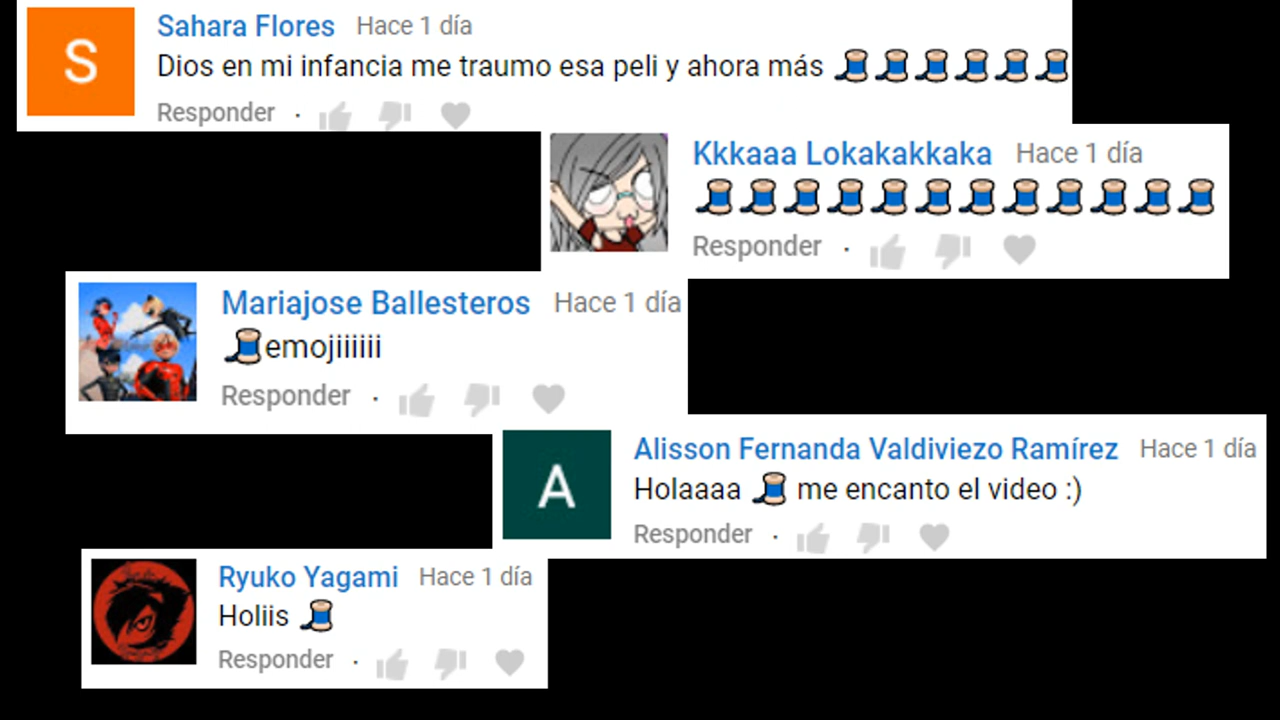 S
Sahara Flores Hace 1 día
Dios en mi infancia me traumo esa peli y ahora más 🧵🧵🧵🧵🧵🧵
Responder ·
Kkkaaa Lokakakkaka Hace 1 día
🧵🧵🧵🧵🧵🧵🧵🧵🧵🧵🧵🧵
Responder ·
Mariajose Ballesteros Hace 1 día
🧵emojiiiiii
Responder ·
A
Alisson Fernanda Valdiviezo Ramírez Hace 1 día
Holaaaa 🧵 me encanto el video :)
Responder ·
Ryuko Yagami Hace 1 día
Holiis 🧵
Responder ·